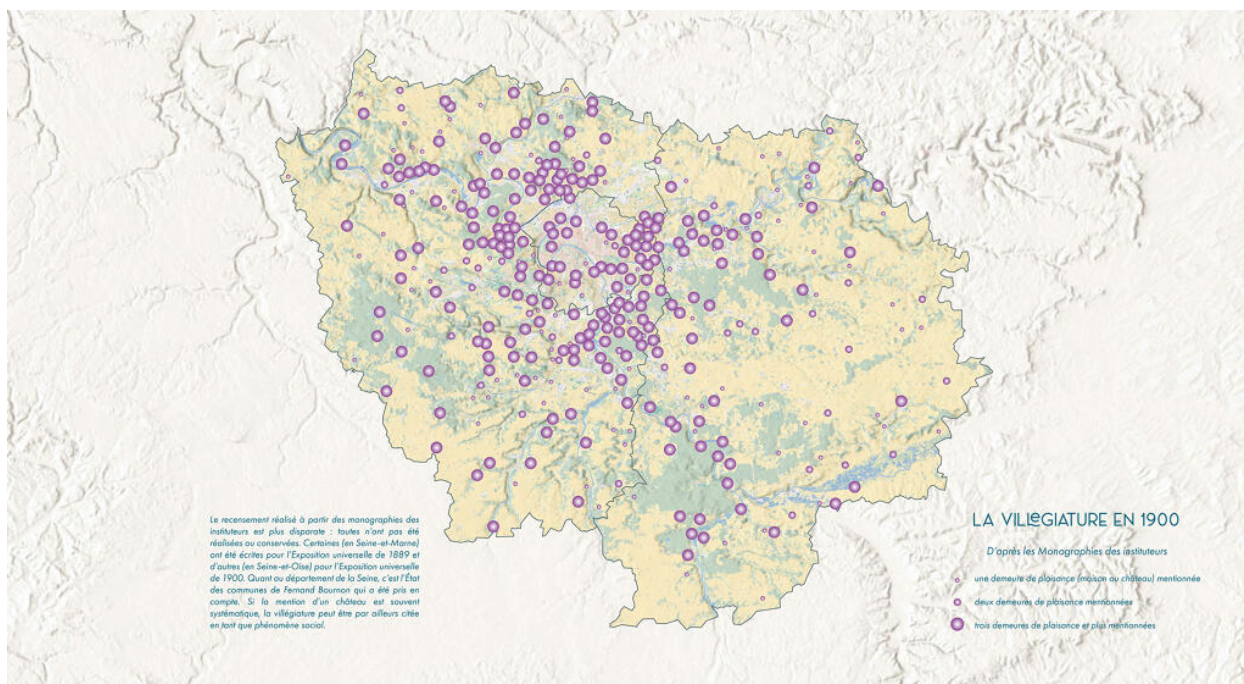 Le recensement réalisé à partir des monographies des
instituteurs est plus disparate : toutes n'ont pas été
réalisées ou conservées. Certaines (en Seine-et-Marne)
ont été écrites pour l'Exposition universelle de 1889 et
d'autres (en Seine-et-Oise) pour l'Exposition universelle
de 1900. Quant au département de la Seine, c'est l'État
des communes de Fernand Bournon qui a été pris en
compte. Si la mention d'un château est souvent
systématique, la villégiature peut être par ailleurs citée
en tant que phénomène social.
LA VILLÉGIATURE EN 1900
D'après les Monographies des instituteurs
une demeure de plaisance (maison ou château) mentionnée
deux demeures de plaisance mentionnées
trois demeures de plaisance et plus mentionnées